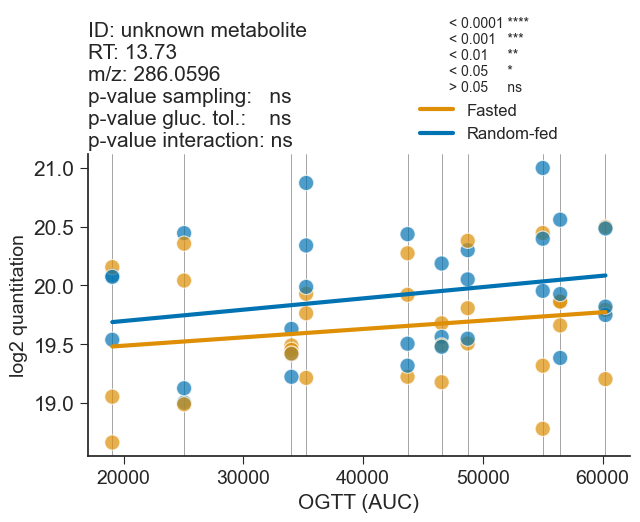 ID: unknown metabolite
RT: 13.73
m/z: 286.0596
p-value sampling: ns
p-value gluc. tol.: ns
p-value interaction: ns
< 0.0001 ****
< 0.001 ***
< 0.01 **
< 0.05 *
> 0.05 ns
Fasted
Random-fed
log2 quantitation
21.0
20.5
20.0
19.5
19.0
20000 30000 40000 50000 60000
OGTT (AUC)